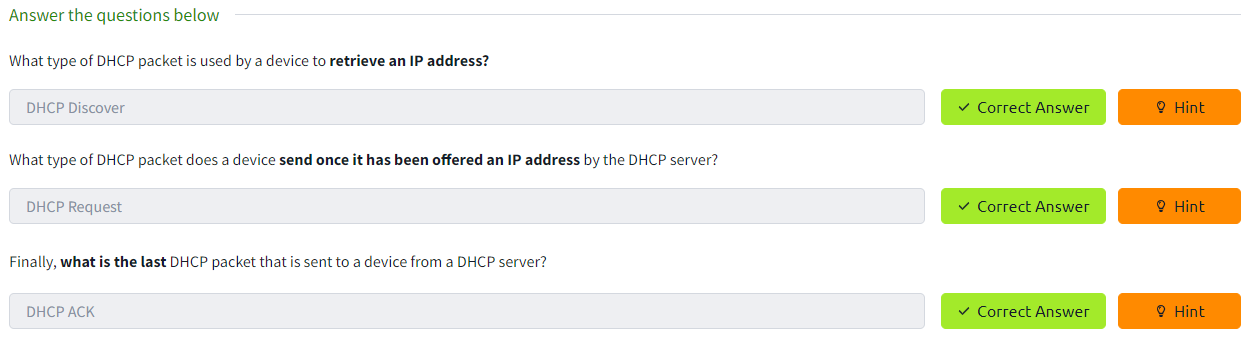 Answer the questions below
What type of DHCP packet is used by a device to retrieve an IP address?
DHCP Discover
Correct Answer
Hint
What type of DHCP packet does a device send once it has been offered an IP address by the DHCP server?
DHCP Request
Correct Answer
Hint
Finally, what is the last DHCP packet that is sent to a device from a DHCP server?
DHCP ACK
Correct Answer
Hint